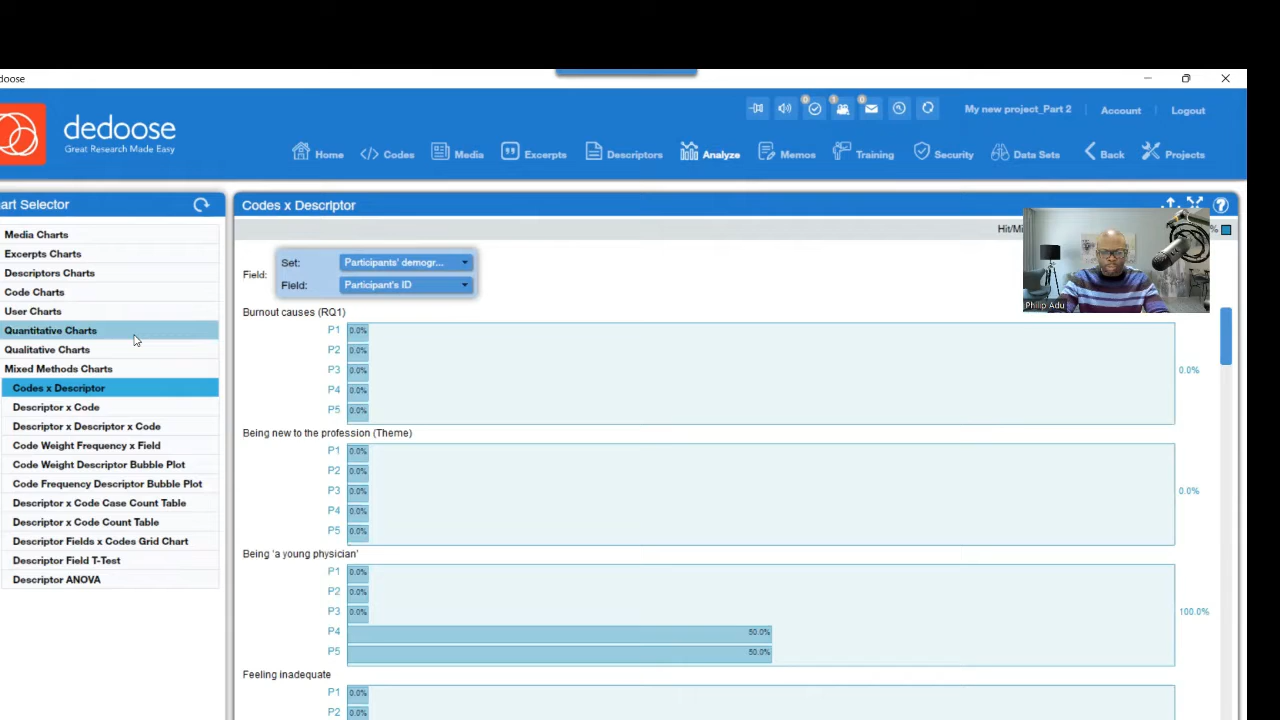 doose
dedoose
Great Research Made Easy
0 1 0 My new project_Part 2 Account Logout
Home Codes Media Excerpts Descriptors Analyze Memos Training Security Data Sets Back Projects
art Selector
Media Charts
Excerpts Charts
Descriptors Charts
Code Charts
User Charts
Quantitative Charts
Qualitative Charts
Mixed Methods Charts
Codes x Descriptor
Descriptor x Code
Descriptor x Descriptor x Code
Code Weight Frequency x Field
Code Weight Descriptor Bubble Plot
Code Frequency Descriptor Bubble Plot
Descriptor x Code Case Count Table
Descriptor x Code Count Table
Descriptor Fields x Codes Grid Chart
Descriptor Field T-Test
Descriptor ANOVA
Codes x Descriptor
Hit/Mi %
Field:
Set: Participants' demogr...
Field: Participant's ID
Philip Adu
Burnout causes (RQ1)
P1 0.0%
P2 0.0%
P3 0.0% 0.0%
P4 0.0%
P5 0.0%
Being new to the profession (Theme)
P1 0.0%
P2 0.0%
P3 0.0% 0.0%
P4 0.0%
P5 0.0%
Being ‘a young physician’
P1 0.0%
P2 0.0%
P3 0.0% 100.0%
P4 50.0%
P5 50.0%
Feeling inadequate
P1 0.0%
P2 0.0%